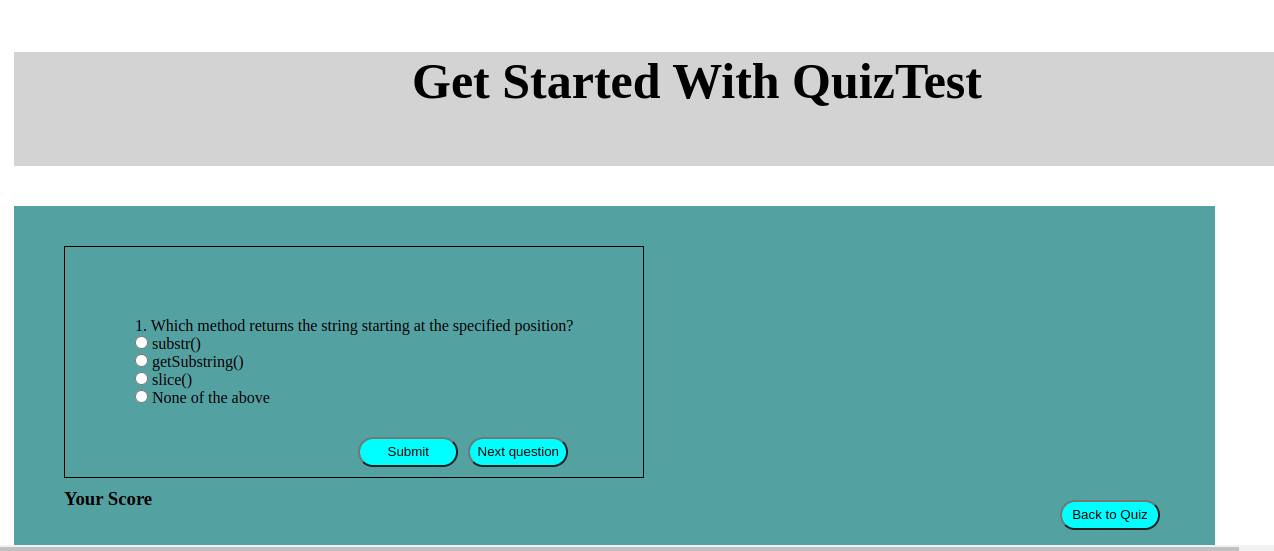 Get Started With QuizTest
1. Which method returns the string starting at the specified position?
substr()
getSubstring()
slice()
None of the above
Submit Next question
Your Score
Back to Quiz